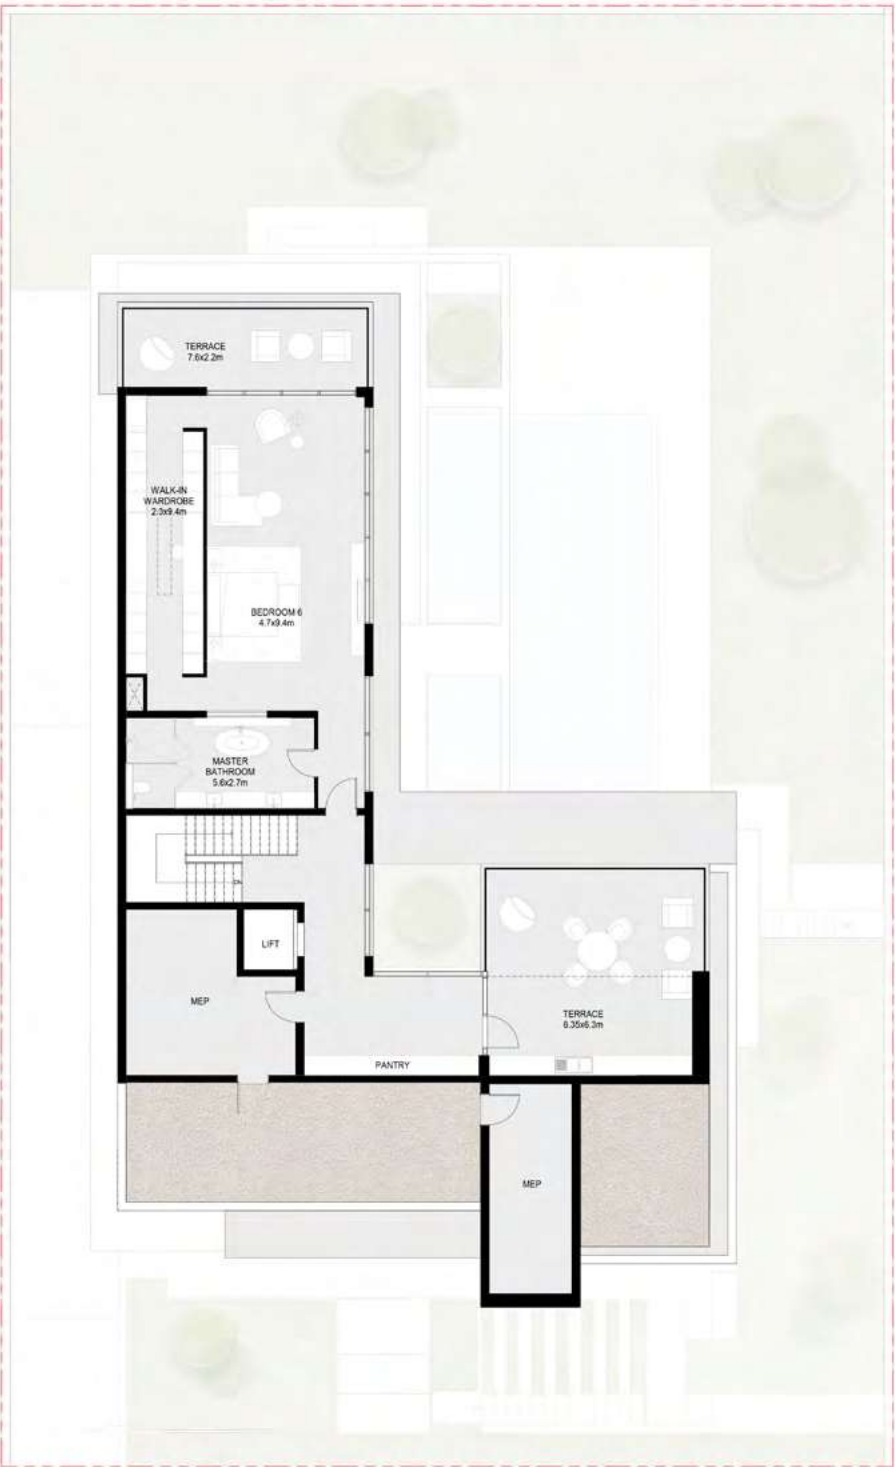 TERRACE
7.6x2.2m
WALK-IN
WARDROBE
2.3x9.4m
BEDROOM 6
4.7x9.4m
MASTER
BATHROOM
5.6x2.7m
LIFT
MEP
TERRACE
6.35x6.3m
PANTRY
MEP